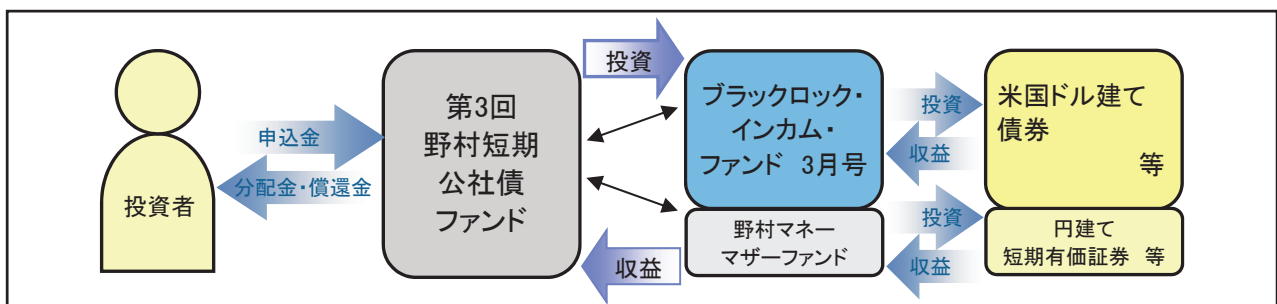 投資者
申込金
分配金・償還金
第3回
野村短期
公社債
ファンド
投資
収益
ブラックロック・
インカム・
ファンド 3月号
野村マネー
マザーファンド
投資
収益
投資
収益
米国ドル建て
債券
等
円建て
短期有価証券 等